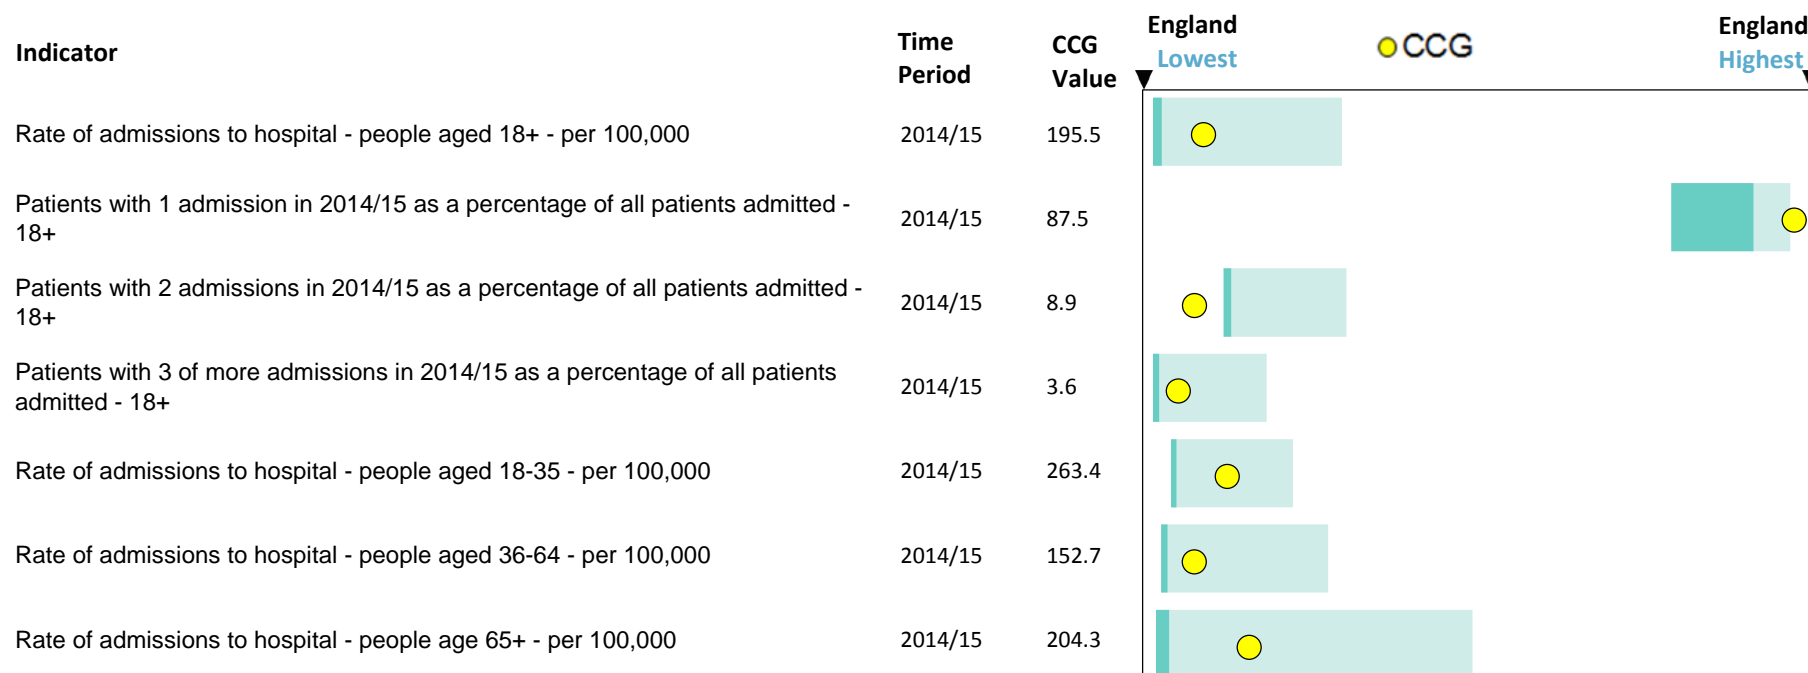 Indicator
Time
Period
CCG
Value
England
Lowest
CCG
England
Highest
Rate of admissions to hospital - people aged 18+ - per 100,000 2014/15 195.5
Patients with 1 admission in 2014/15 as a percentage of all patients admitted -
18+
2014/15 87.5
Patients with 2 admissions in 2014/15 as a percentage of all patients admitted -
18+
2014/15 8.9
Patients with 3 of more admissions in 2014/15 as a percentage of all patients
admitted - 18+
2014/15 3.6
Rate of admissions to hospital - people aged 18-35 - per 100,000 2014/15 263.4
Rate of admissions to hospital - people aged 36-64 - per 100,000 2014/15 152.7
Rate of admissions to hospital - people age 65+ - per 100,000 2014/15 204.3